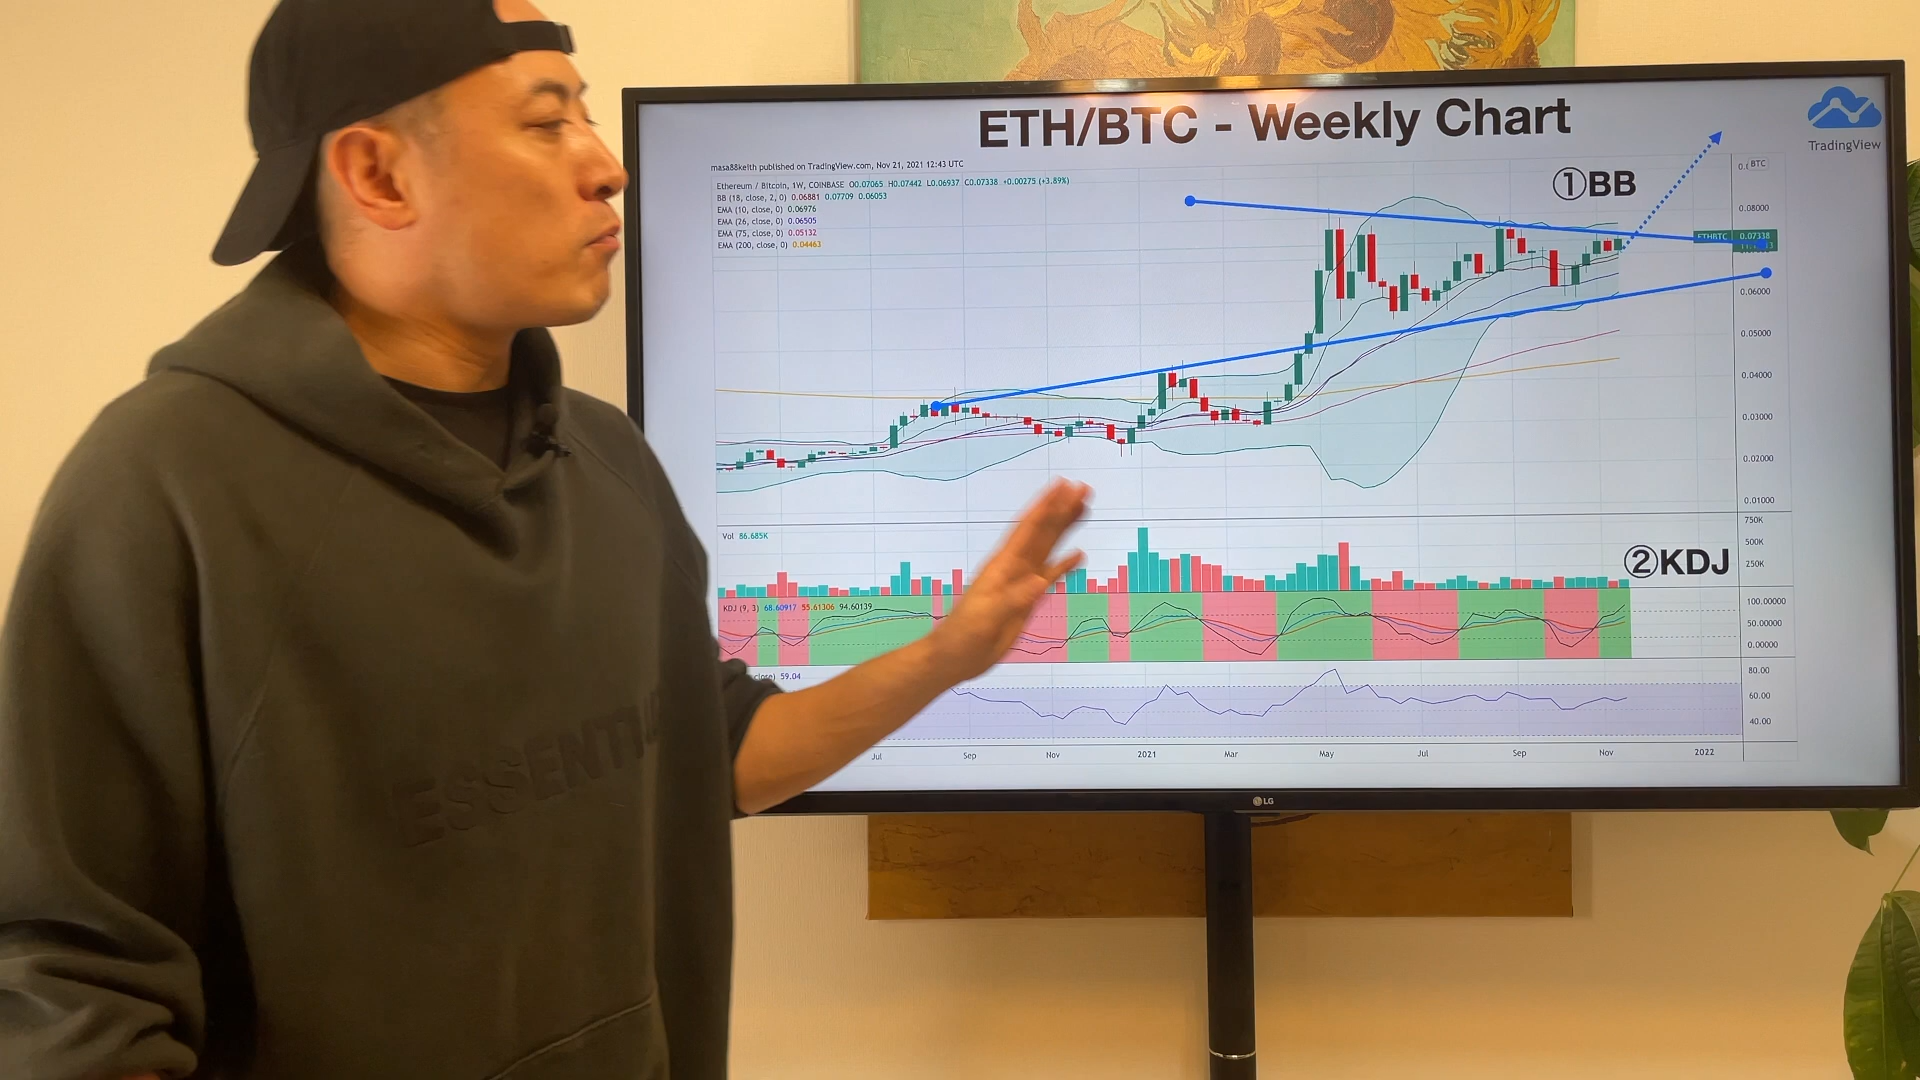 ETH/BTC - Weekly Chart
TradingView
masa88keith published on TradingView.com, Nov 21, 2021 12:43 UTC
Ethereum / Bitcoin, 1W, COINBASE O0.07065 H0.07442 L0.06937 C0.07338 +0.00275 (+3.89%)
BB (18, close, 2, 0) 0.06881 0.07709 0.06053
EMA (10, close, 0) 0.06976
EMA (26, close, 0) 0.06505
EMA (75, close, 0) 0.05132
EMA (200, close, 0) 0.04463
①BB
BTC
0.08000
ETHBTC 0.07338
0.06000
0.05000
0.04000
0.03000
0.02000
0.01000
Vol 86.685K
②KDJ
750K
500K
250K
KDJ (9, 3) 68.60917 55.61306 94.60139
100.00000
50.00000
0.00000
close) 59.04
80.00
60.00
40.00
Jul Sep Nov 2021 Mar May Jul Sep Nov 2022
LG
ESSENTI